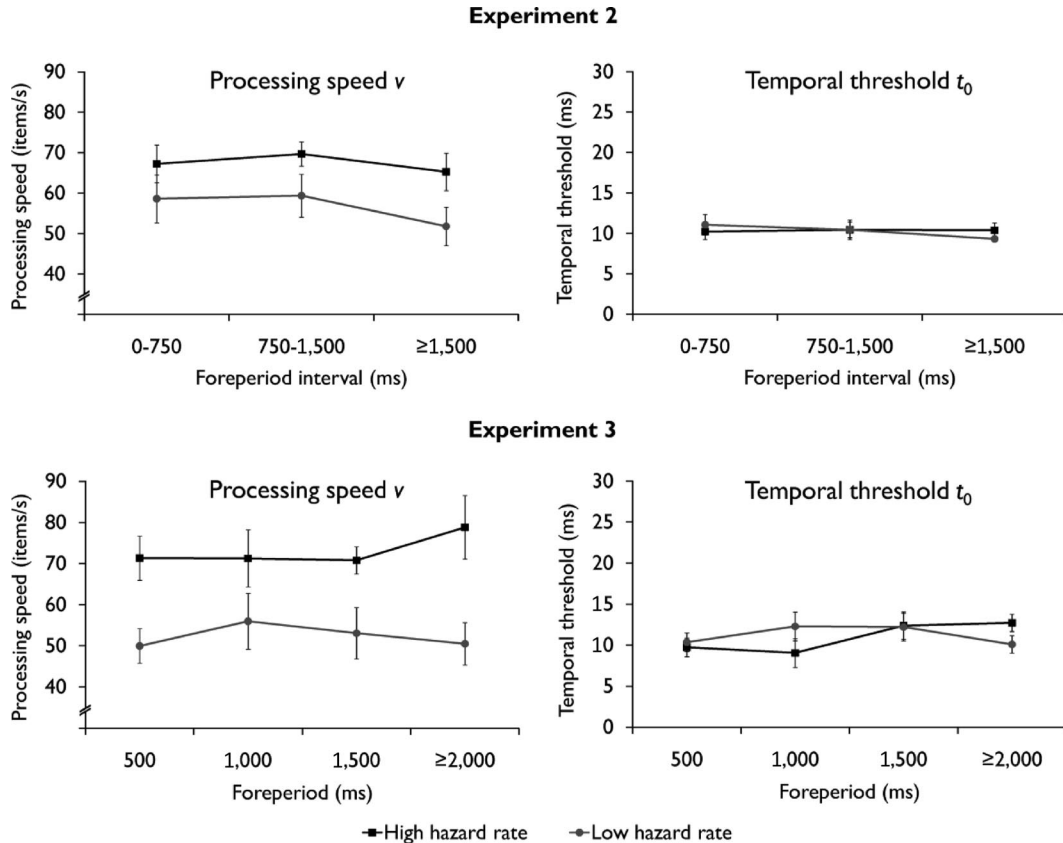 Experiment 2
Processing speed v
Processing speed (items/s)
90
80
70
60
50
40
0-750 750-1,500 ≥1,500
Foreperiod interval (ms)
Temporal threshold t0
Temporal threshold (ms)
30
25
20
15
10
5
0
0-750 750-1,500 ≥1,500
Foreperiod interval (ms)
Experiment 3
Processing speed v
Processing speed (items/s)
90
80
70
60
50
40
500 1,000 1,500 ≥2,000
Foreperiod (ms)
Temporal threshold t0
Temporal threshold (ms)
30
25
20
15
10
5
0
500 1,000 1,500 ≥2,000
Foreperiod (ms)
High hazard rate Low hazard rate